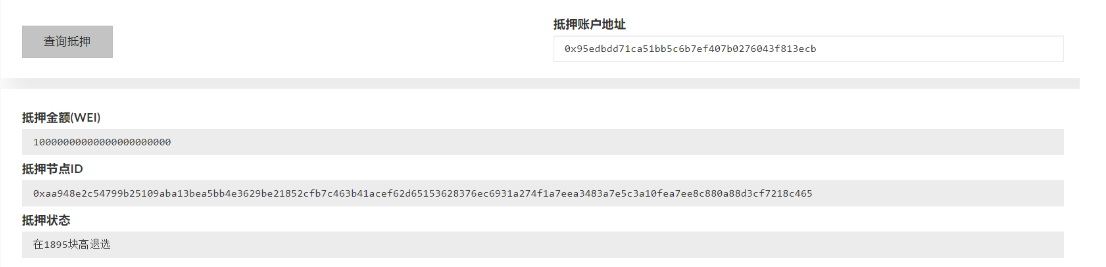 查询抵押
抵押账户地址
0x95edbdd71ca51bb5c6b7ef407b0276043f813ecb
抵押金额(WEI)
10000000000000000000000
抵押节点ID
0xaa948e2c54799b25109aba13bea5bb4e3629be21852cfb7c463b41acef62d65153628376ec6931a274f1a7eea3483a7e5c3a10fea7ee8c880a88d3cf7218c465
抵押状态
在1895块高退选